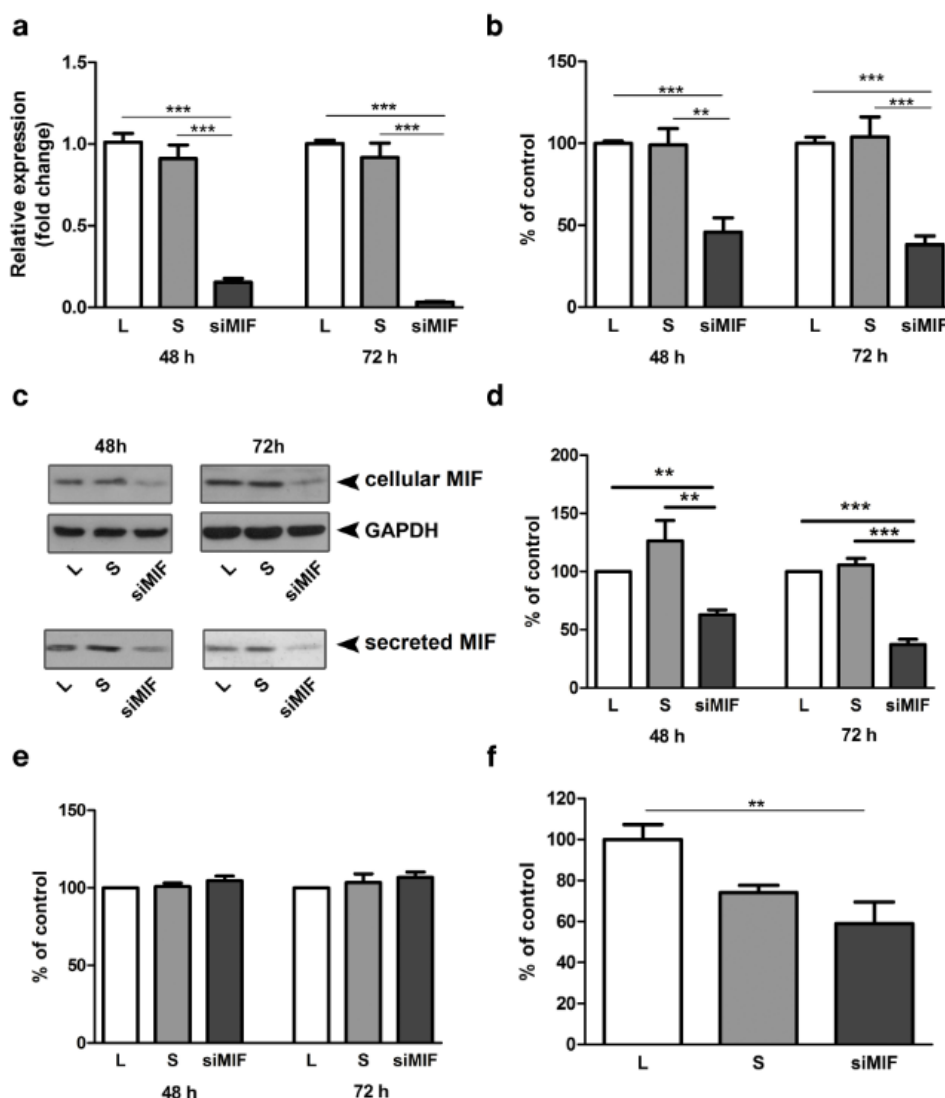 a
Relative expression
(fold change)
1.5
1.0
0.5
0.0
***
***
***
***
L S siMIF L S siMIF
48 h 72 h
b
% of control
150
100
50
0
***
**
***
***
L S siMIF L S siMIF
48 h 72 h
c
48h 72h
cellular MIF
GAPDH
L S siMIF L S siMIF
secreted MIF
L S siMIF L S siMIF
d
% of control
200
150
100
50
0
**
**
***
***
L S siMIF L S siMIF
48 h 72 h
e
% of control
150
100
50
0
L S siMIF L S siMIF
48 h 72 h
f
% of control
120
100
80
60
40
20
0
**
L S siMIF